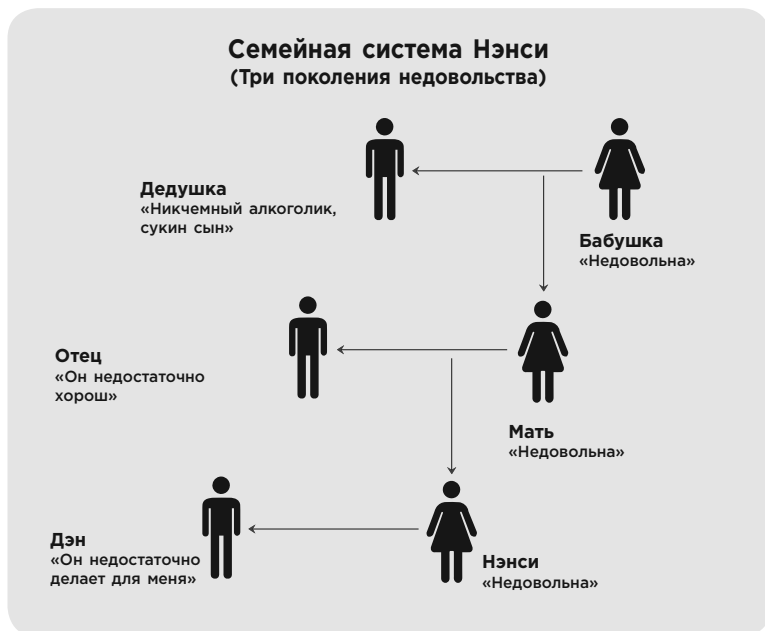 Семейная система Нэнси
(Три поколения недовольства)
Дедушка
«Никчемный алкоголик,
сукин сын»
Бабушка
«Недовольна»
Отец
«Он недостаточно
хорош»
Мать
«Недовольна»
Дэн
«Он недостаточно
делает для меня»
Нэнси
«Недовольна»